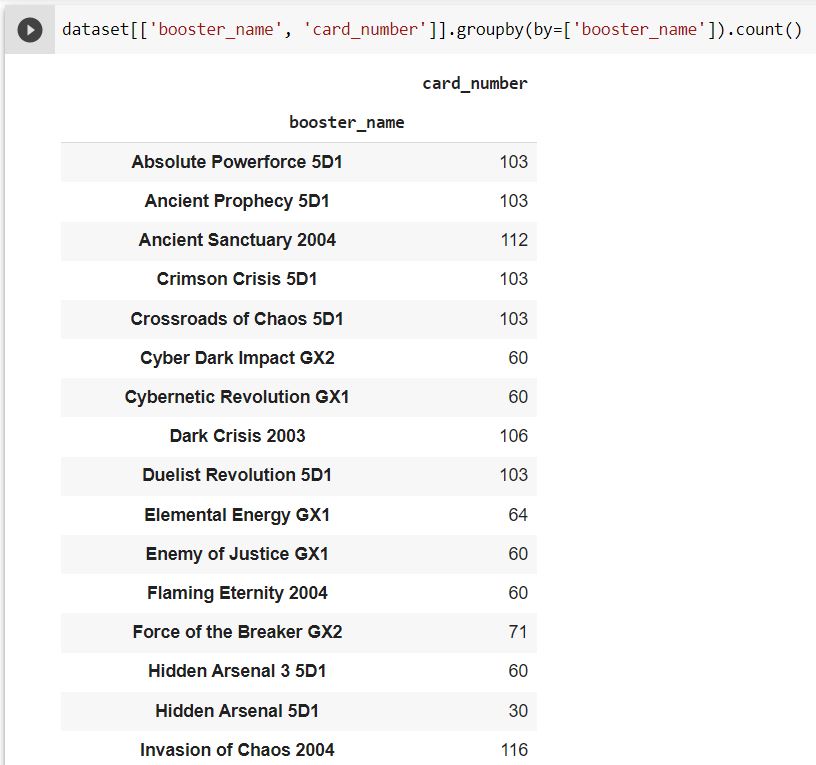 dataset[['booster_name', 'card_number']].groupby(by=['booster_name']).count()
card_number
booster_name
Absolute Powerforce 5D1 103
Ancient Prophecy 5D1 103
Ancient Sanctuary 2004 112
Crimson Crisis 5D1 103
Crossroads of Chaos 5D1 103
Cyber Dark Impact GX2 60
Cybernetic Revolution GX1 60
Dark Crisis 2003 106
Duelist Revolution 5D1 103
Elemental Energy GX1 64
Enemy of Justice GX1 60
Flaming Eternity 2004 60
Force of the Breaker GX2 71
Hidden Arsenal 3 5D1 60
Hidden Arsenal 5D1 30
Invasion of Chaos 2004 116